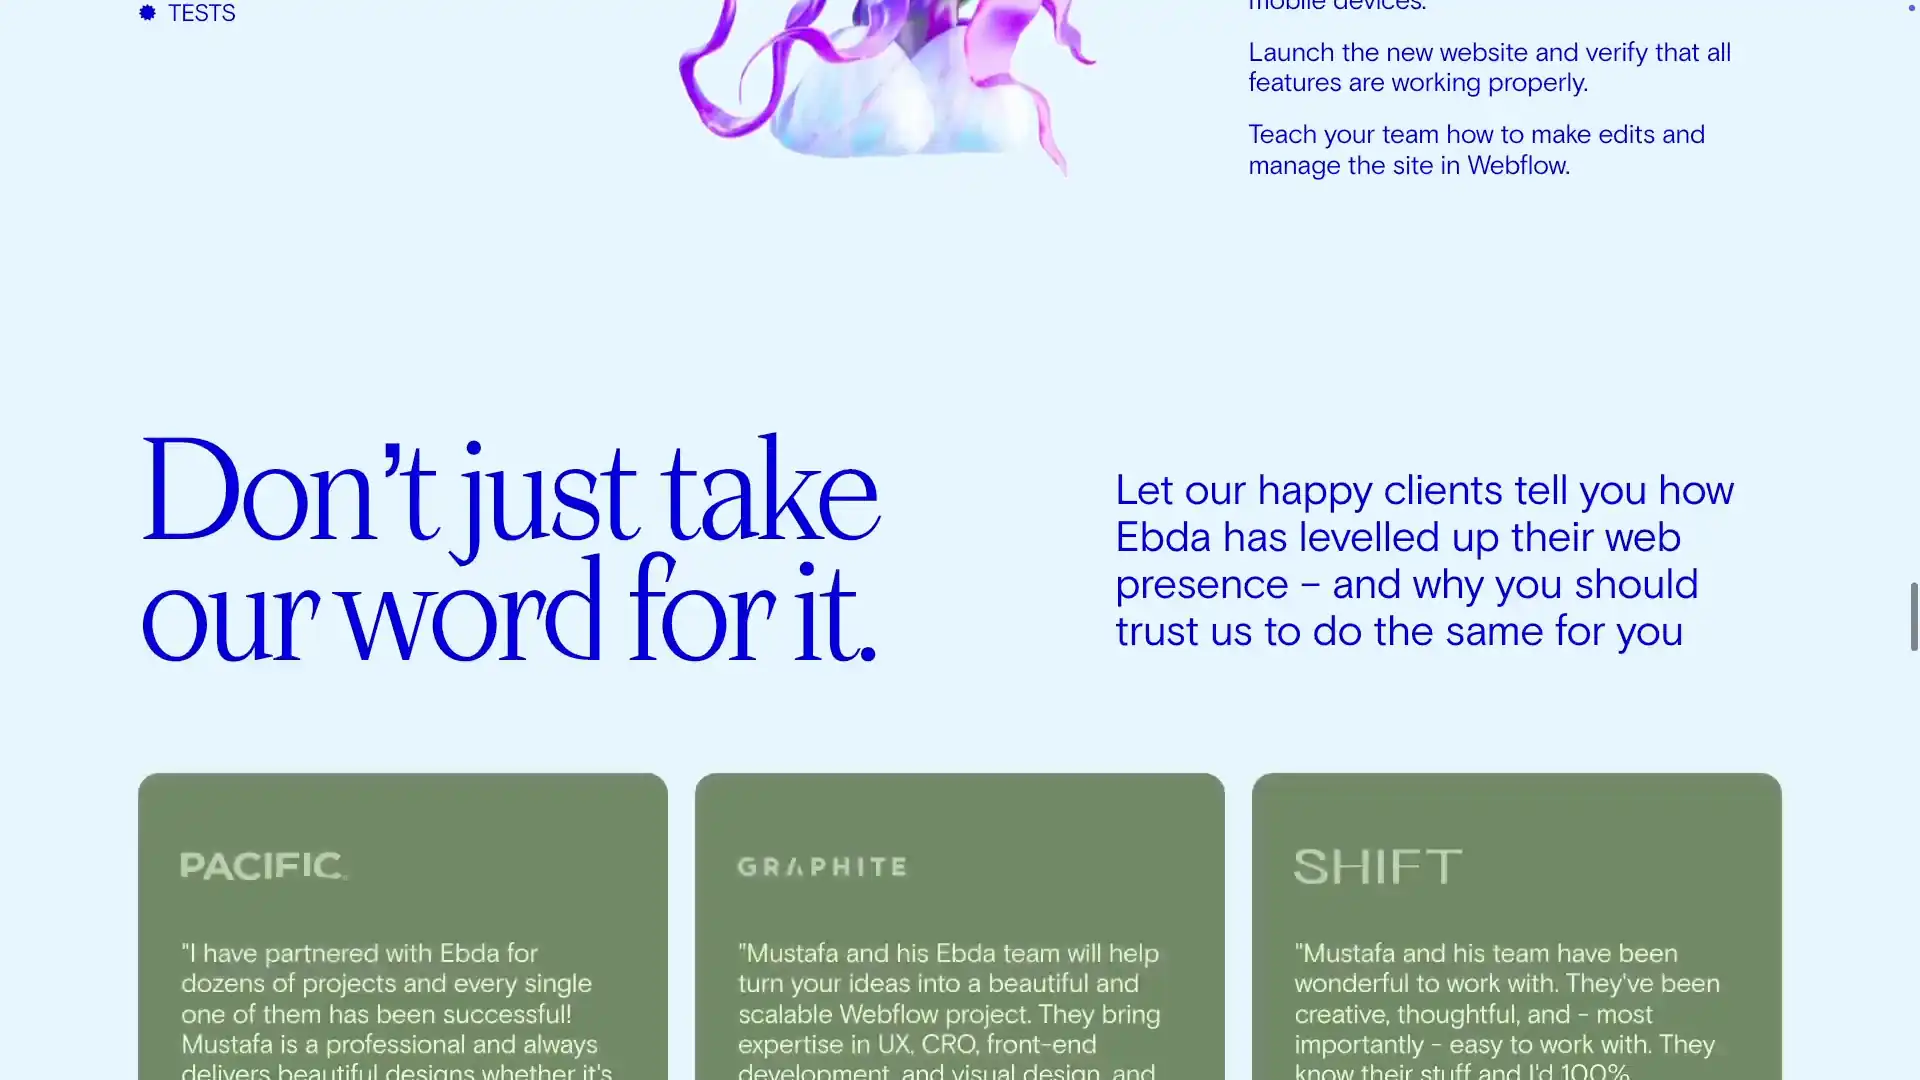 TESTS
mobile devices.
Launch the new website and verify that all
features are working properly.
Teach your team how to make edits and
manage the site in Webflow.
Don’t just take
our word for it.
Let our happy clients tell you how
Ebda has levelled up their web
presence – and why you should
trust us to do the same for you
PACIFIC.
"I have partnered with Ebda for
dozens of projects and every single
one of them has been successful!
Mustafa is a professional and always
delivers beautiful designs whether it's
GRAPHITE
"Mustafa and his Ebda team will help
turn your ideas into a beautiful and
scalable Webflow project. They bring
expertise in UX, CRO, front-end
development, and visual design, and
SHIFT
"Mustafa and his team have been
wonderful to work with. They've been
creative, thoughtful, and - most
importantly - easy to work with. They
know their stuff and I'd 100%